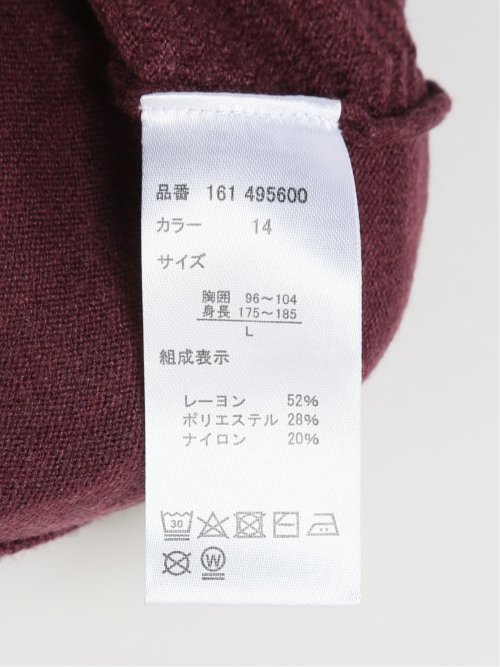 品番 161 495600
カラー 14
サイズ
胸囲 96～104
身長 175～185
L
組成表示
レーヨン 52%
ポリエステル 28%
ナイロン 20%
30
W